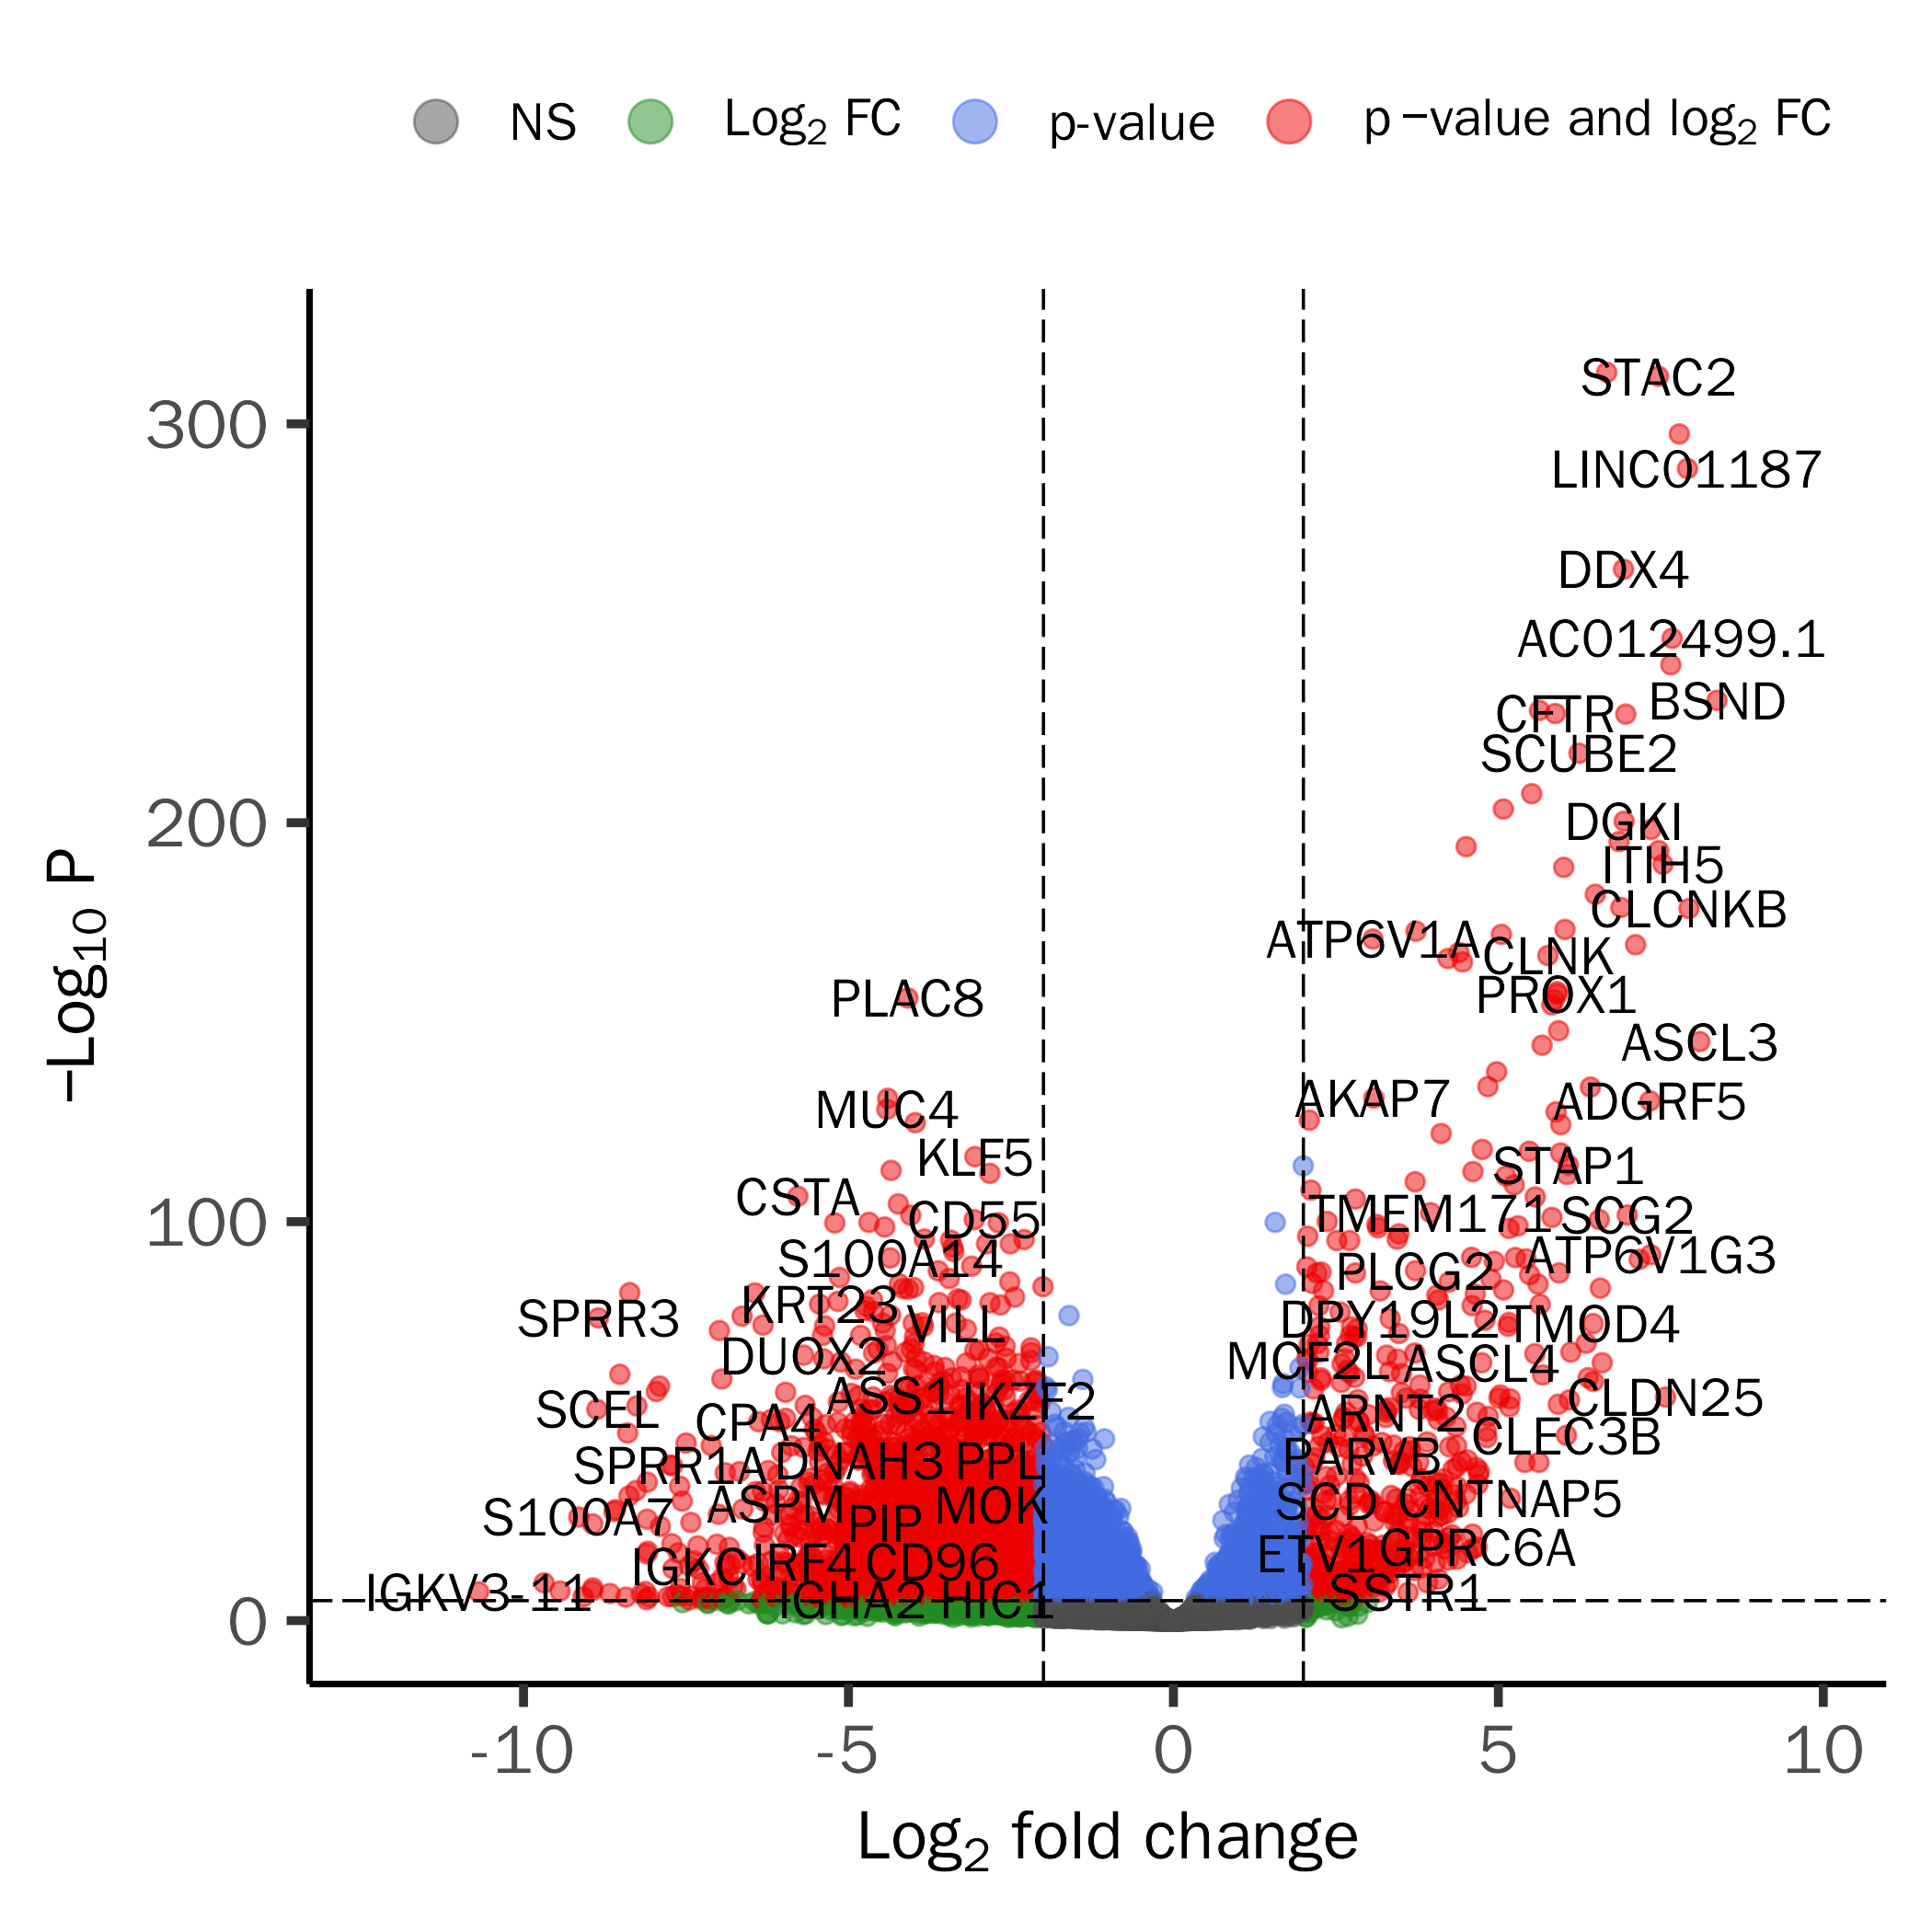 NS Log2 FC p-value p −value and log2 FC
STAC2
300
LINC01187
DDX4
AC012499.1
BSND
CFTR
SCUBE2
200
DGKI
ITIH5
CLCNKB
ATP6V1A
CLNK
PROX1
PLAC8
ASCL3
MUC4
AKAP7
ADGRF5
KLF5
STAP1
CSTA
100
CD55
TMEM171
SCG2
S100A14
ATP6V1G3
PLCG2
KRT23
SPRR3
VILL
DPY19L2
TMOD4
DUOX2
MCF2L
ASCL4
ASS1
IKZF2
CLDN25
SCEL
CPA4
ARNT2
CLEC3B
SPRR1A
DNAH3
PPL
PARVB
ASPM
MOK
SCD
CNTNAP5
S100A7
PIP
ETV1
GPRC6A
IGKC
IRF4
CD96
IGKV3-11
IGHA2
HIC1
SSTR1
0
−Log10 P
-10 -5 0 5 10
Log2 fold change